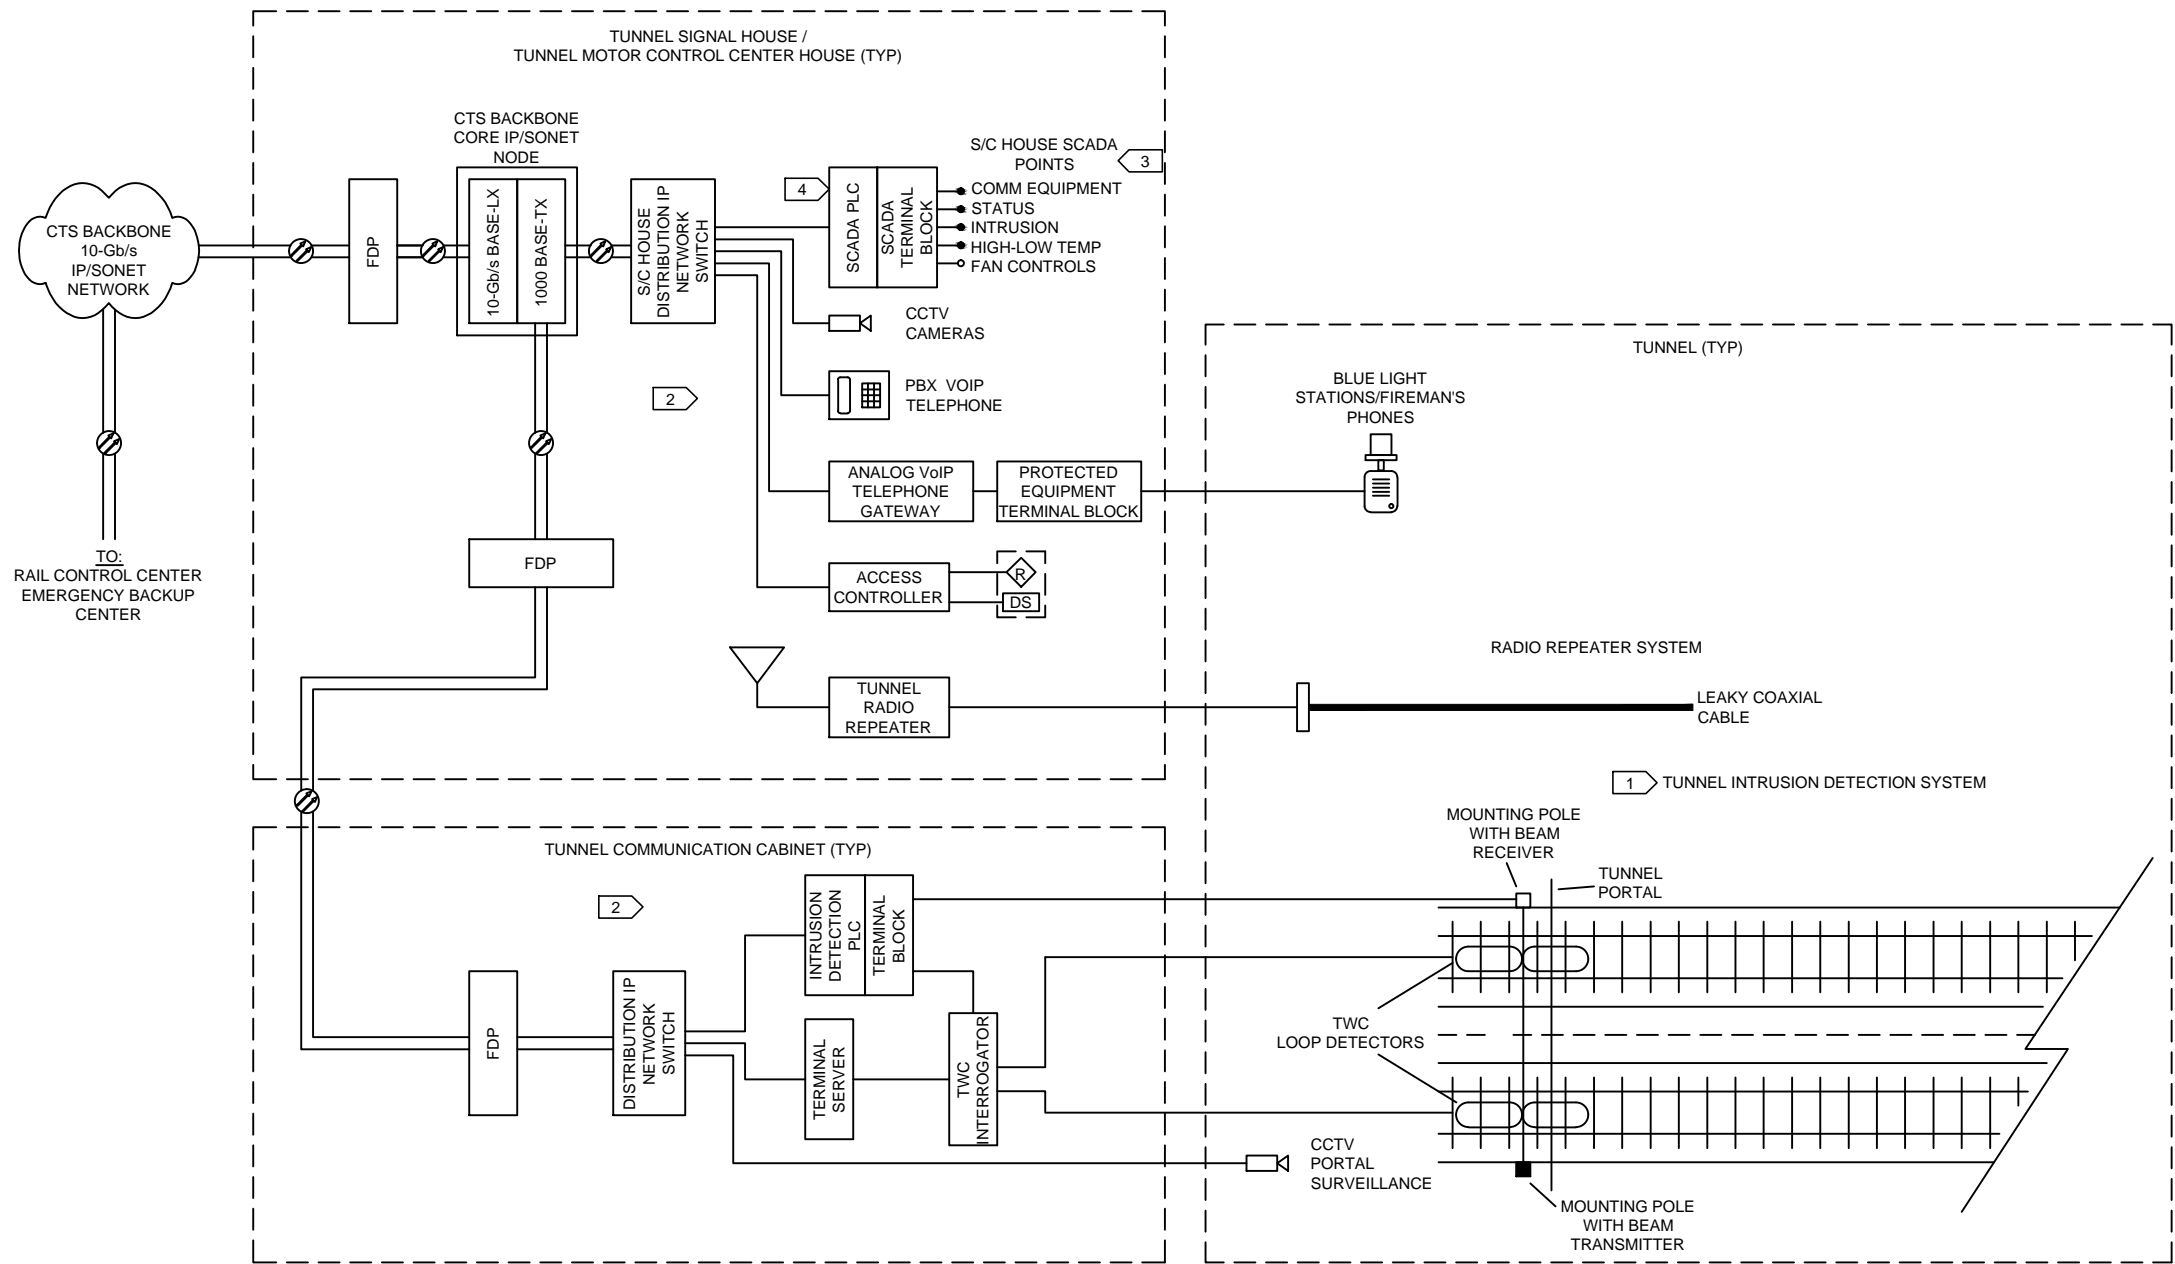 TUNNEL SIGNAL HOUSE /
TUNNEL MOTOR CONTROL CENTER HOUSE (TYP)
CTS BACKBONE
CORE IP/SONET
NODE
S/C HOUSE SCADA
POINTS
3
4
CTS BACKBONE
10-Gb/s
IP/SONET
NETWORK
FDP
10-Gb/s BASE-LX
1000 BASE-TX
S/C HOUSE
DISTRIBUTION IP
NETWORK
SWITCH
SCADA PLC
SCADA
TERMINAL
BLOCK
COMM EQUIPMENT
STATUS
INTRUSION
HIGH-LOW TEMP
FAN CONTROLS
CCTV
CAMERAS
2
PBX VOIP
TELEPHONE
ANALOG VoIP
TELEPHONE
GATEWAY
PROTECTED
EQUIPMENT
TERMINAL BLOCK
FDP
ACCESS
CONTROLLER
R
DS
TO:
RAIL CONTROL CENTER
EMERGENCY BACKUP
CENTER
TUNNEL
RADIO
REPEATER
TUNNEL (TYP)
BLUE LIGHT
STATIONS/FIREMAN'S
PHONES
RADIO REPEATER SYSTEM
LEAKY COAXIAL
CABLE
1
TUNNEL INTRUSION DETECTION SYSTEM
MOUNTING POLE
WITH BEAM
RECEIVER
TUNNEL
PORTAL
TWC
LOOP DETECTORS
CCTV
PORTAL
SURVEILLANCE
MOUNTING POLE
WITH BEAM
TRANSMITTER
TUNNEL COMMUNICATION CABINET (TYP)
2
INTRUSION
DETECTION
PLC
TERMINAL
BLOCK
FDP
DISTRIBUTION IP
NETWORK
SWITCH
TERMINAL
SERVER
TWC
INTERROGATOR